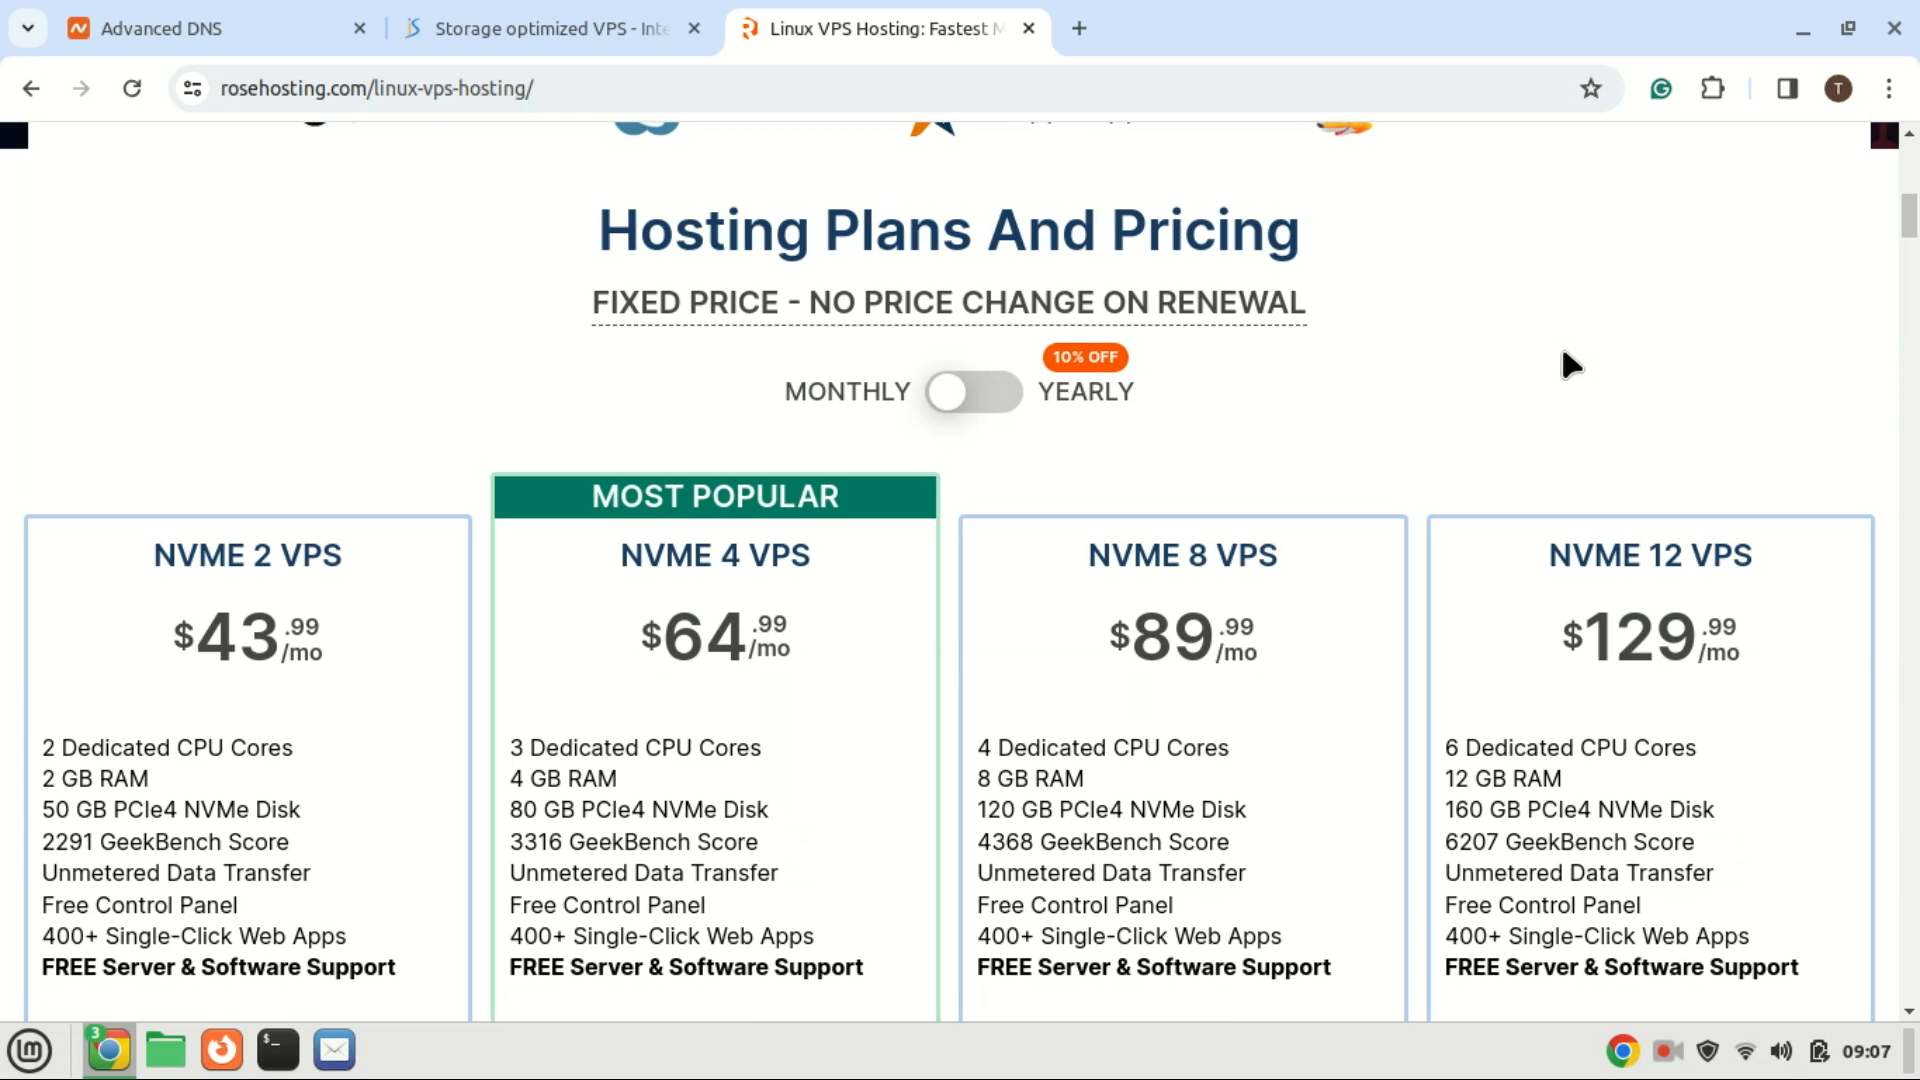 Advanced DNS
Storage optimized VPS - Inte
Linux VPS Hosting: Fastest M
rosehosting.com/linux-vps-hosting/
T
Hosting Plans And Pricing
FIXED PRICE - NO PRICE CHANGE ON RENEWAL
10% OFF
MONTHLY YEARLY
MOST POPULAR
NVME 2 VPS
$43.99/mo
2 Dedicated CPU Cores
2 GB RAM
50 GB PCIe4 NVMe Disk
2291 GeekBench Score
Unmetered Data Transfer
Free Control Panel
400+ Single-Click Web Apps
FREE Server & Software Support
NVME 4 VPS
$64.99/mo
3 Dedicated CPU Cores
4 GB RAM
80 GB PCIe4 NVMe Disk
3316 GeekBench Score
Unmetered Data Transfer
Free Control Panel
400+ Single-Click Web Apps
FREE Server & Software Support
NVME 8 VPS
$89.99/mo
4 Dedicated CPU Cores
8 GB RAM
120 GB PCIe4 NVMe Disk
4368 GeekBench Score
Unmetered Data Transfer
Free Control Panel
400+ Single-Click Web Apps
FREE Server & Software Support
NVME 12 VPS
$129.99/mo
6 Dedicated CPU Cores
12 GB RAM
160 GB PCIe4 NVMe Disk
6207 GeekBench Score
Unmetered Data Transfer
Free Control Panel
400+ Single-Click Web Apps
FREE Server & Software Support
3
$_
09:07